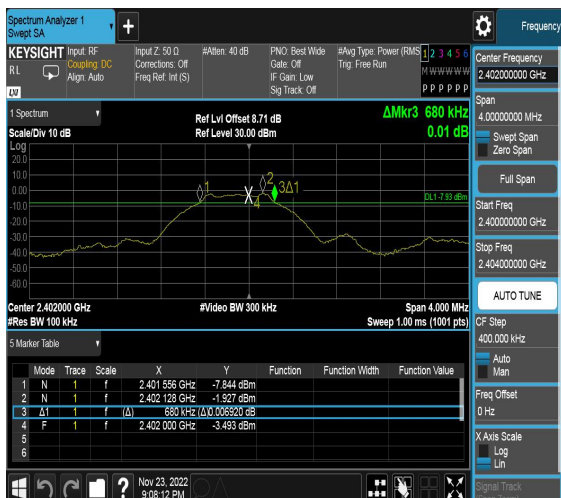 Spectrum Analyzer 1
Swept SA
+
Frequency
KEYSIGHT Input: RF Input Z: 50 Ω #Atten: 40 dB PNO: Best Wide #Avg Type: Power (RMS 1 2 3 4 5 6
RL Coupling: DC Corrections: Off Gate: Off Trig: Free Run M W W W W W
Align: Auto Freq Ref: Int (S) IF Gain: Low
Sig Track: Off P P P P P P
LXI
1 Spectrum
Scale/Div 10 dB
Ref Lvl Offset 8.71 dB
Ref Level 30.00 dBm
ΔMkr3 680 kHz
0.01 dB
Log
20.0
10.0
0.00
-10.0
-20.0
-30.0
-40.0
-50.0
-60.0
1
2
3Δ1
4
DL1 -7.93 dBm
Center 2.402000 GHz #Video BW 300 kHz Span 4.000 MHz
#Res BW 100 kHz Sweep 1.00 ms (1001 pts)
5 Marker Table
Mode Trace Scale X Y Function Function Width Function Value
1 N 1 f 2.401 556 GHz -7.844 dBm
2 N 1 f 2.402 128 GHz -1.927 dBm
3 Δ1 1 f (Δ) 680 kHz (Δ) 0.006920 dB
4 F 1 f 2.402 000 GHz -3.493 dBm
5
6
?
Nov 23, 2022
9:08:12 PM
Center Frequency
2.402000000 GHz
Span
4.00000000 MHz
Swept Span
Zero Span
Full Span
Start Freq
2.400000000 GHz
Stop Freq
2.404000000 GHz
AUTO TUNE
CF Step
400.000 kHz
Auto
Man
Freq Offset
0 Hz
X Axis Scale
Log
Lin
Signal Track